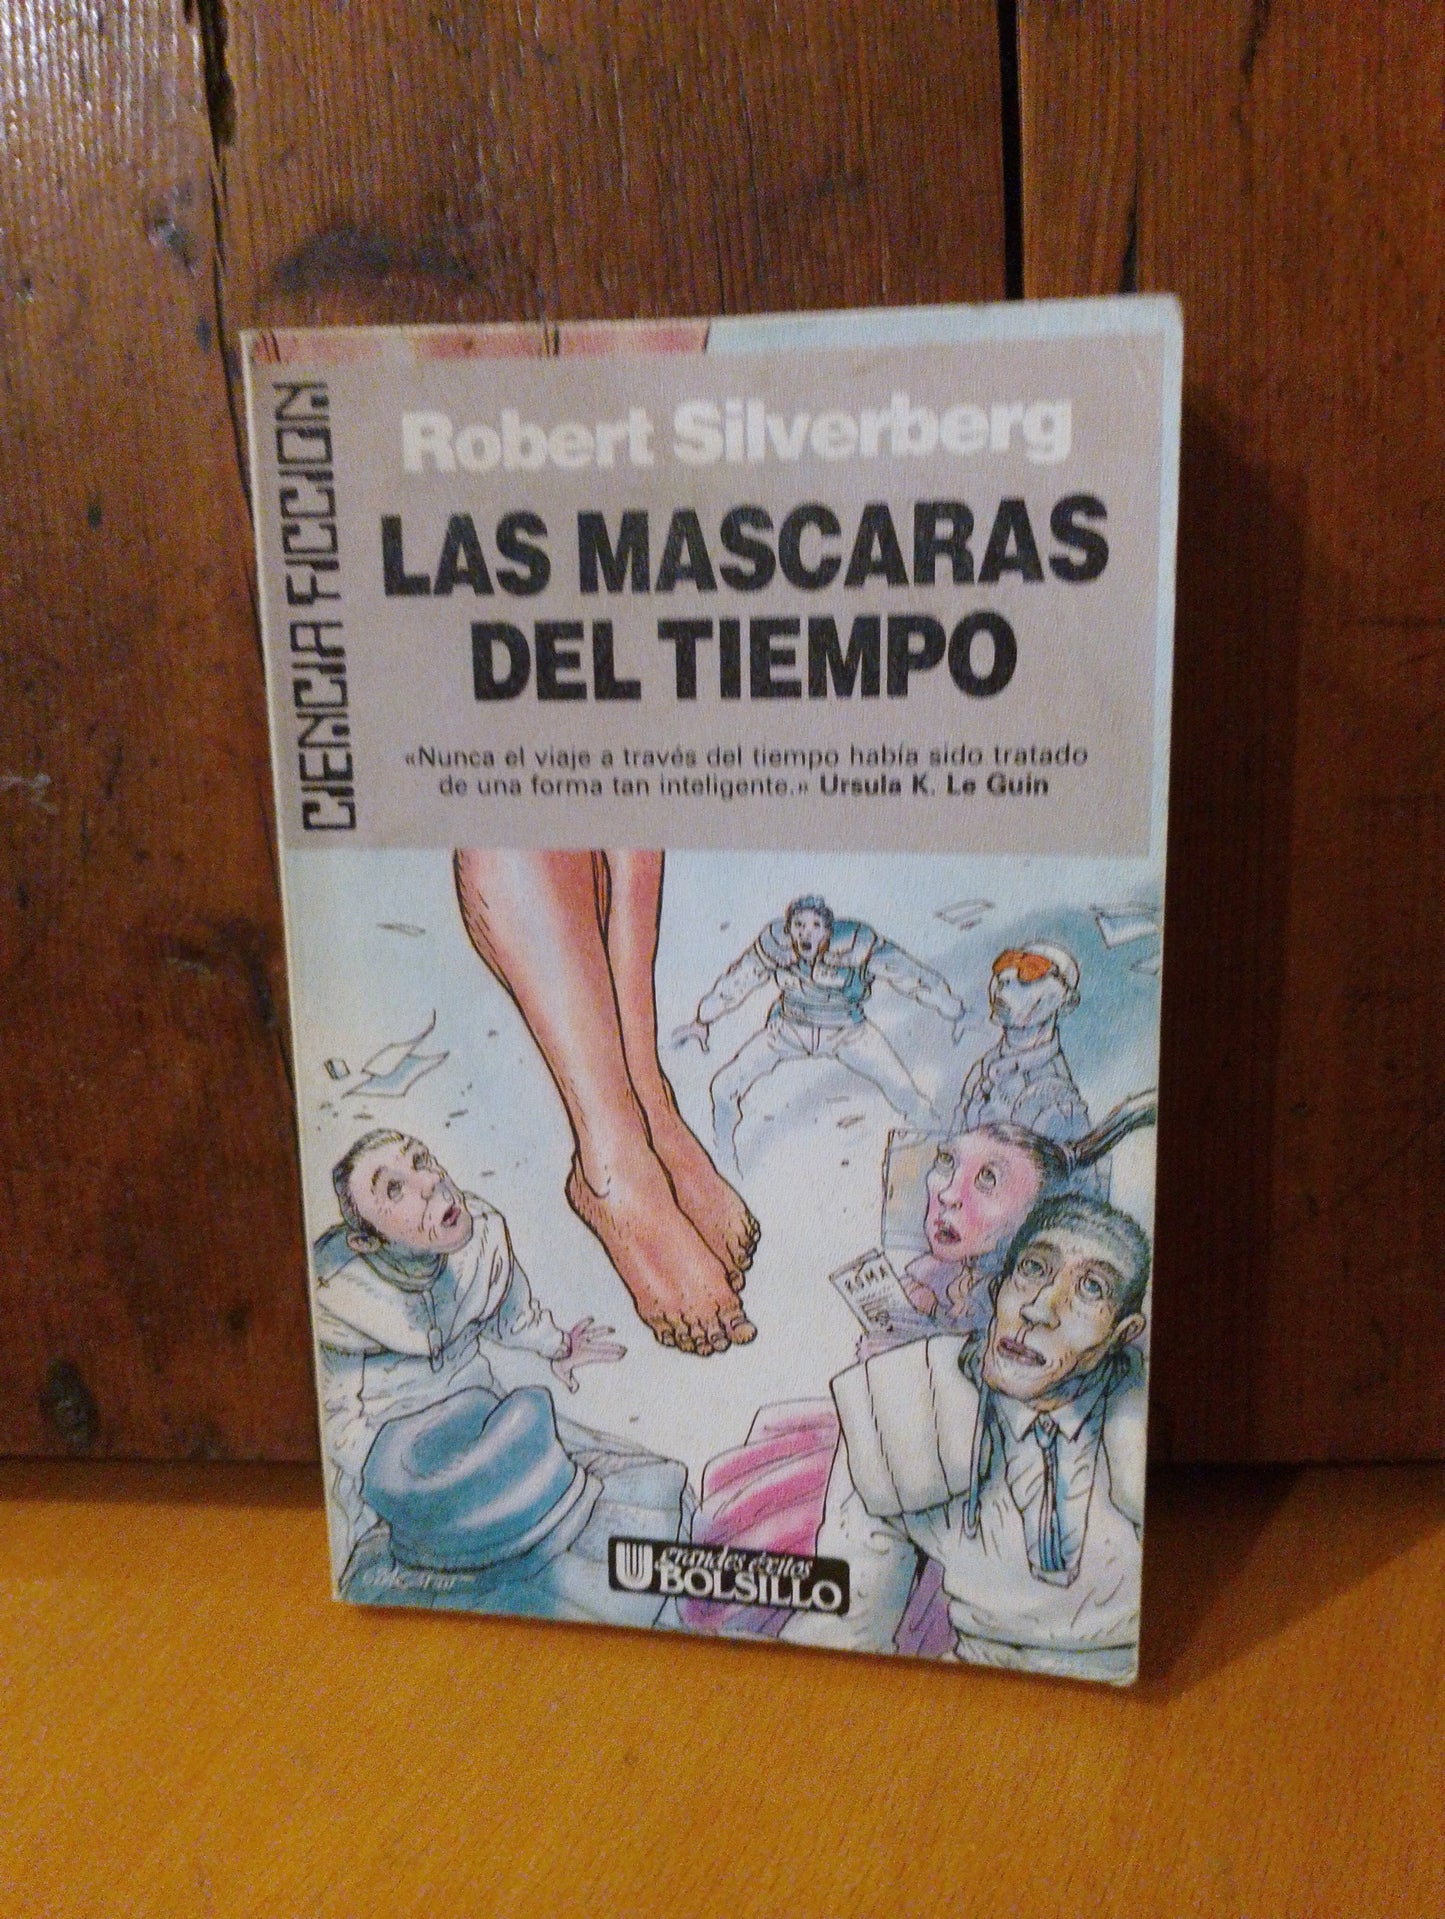 CIENCIA FICCION
Robert Silverberg
LAS MASCARAS
DEL TIEMPO
«Nunca el viaje a través del tiempo había sido tratado
de una forma tan inteligente.» Ursula K. Le Guin
ROMA
U grandes éxitos
BOLSILLO